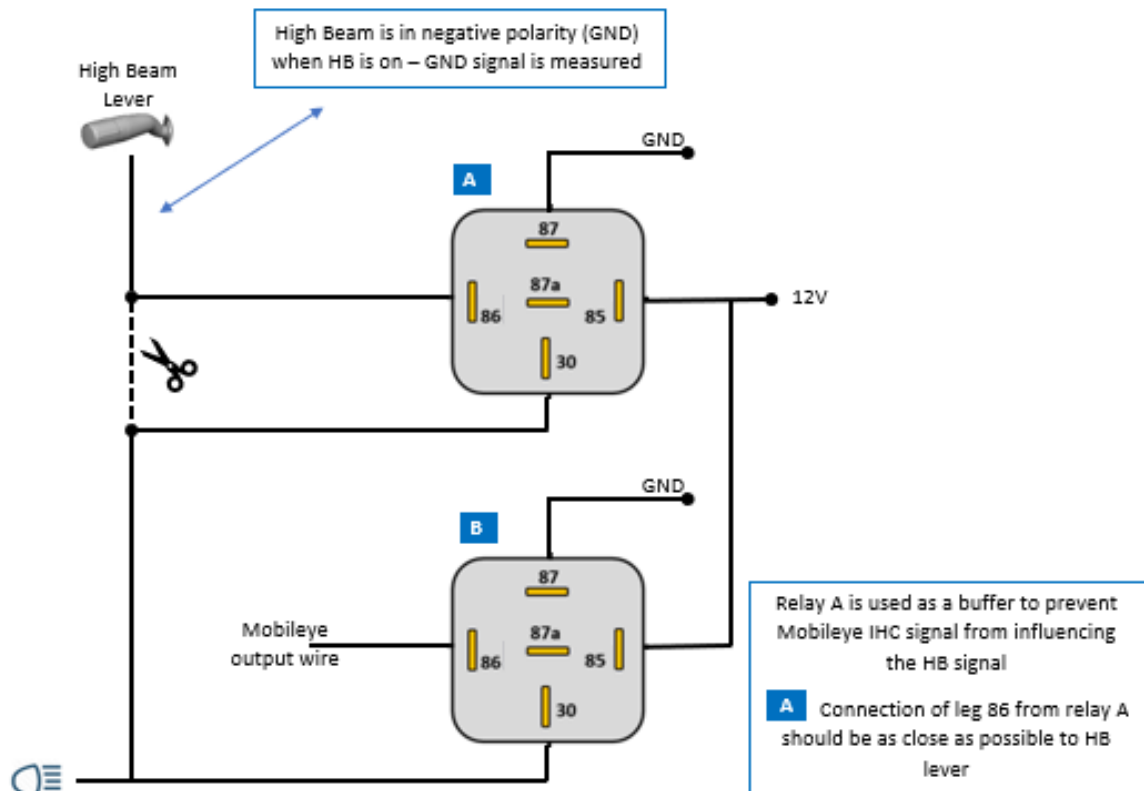 High Beam is in negative polarity (GND)
when HB is on – GND signal is measured
High Beam
Lever
GND
A
87
87a
86
85
30
12V
GND
B
87
87a
86
85
30
Mobileye
output wire
Relay A is used as a buffer to prevent
Mobileye IHC signal from influencing
the HB signal
A Connection of leg 86 from relay A
should be as close as possible to HB
lever